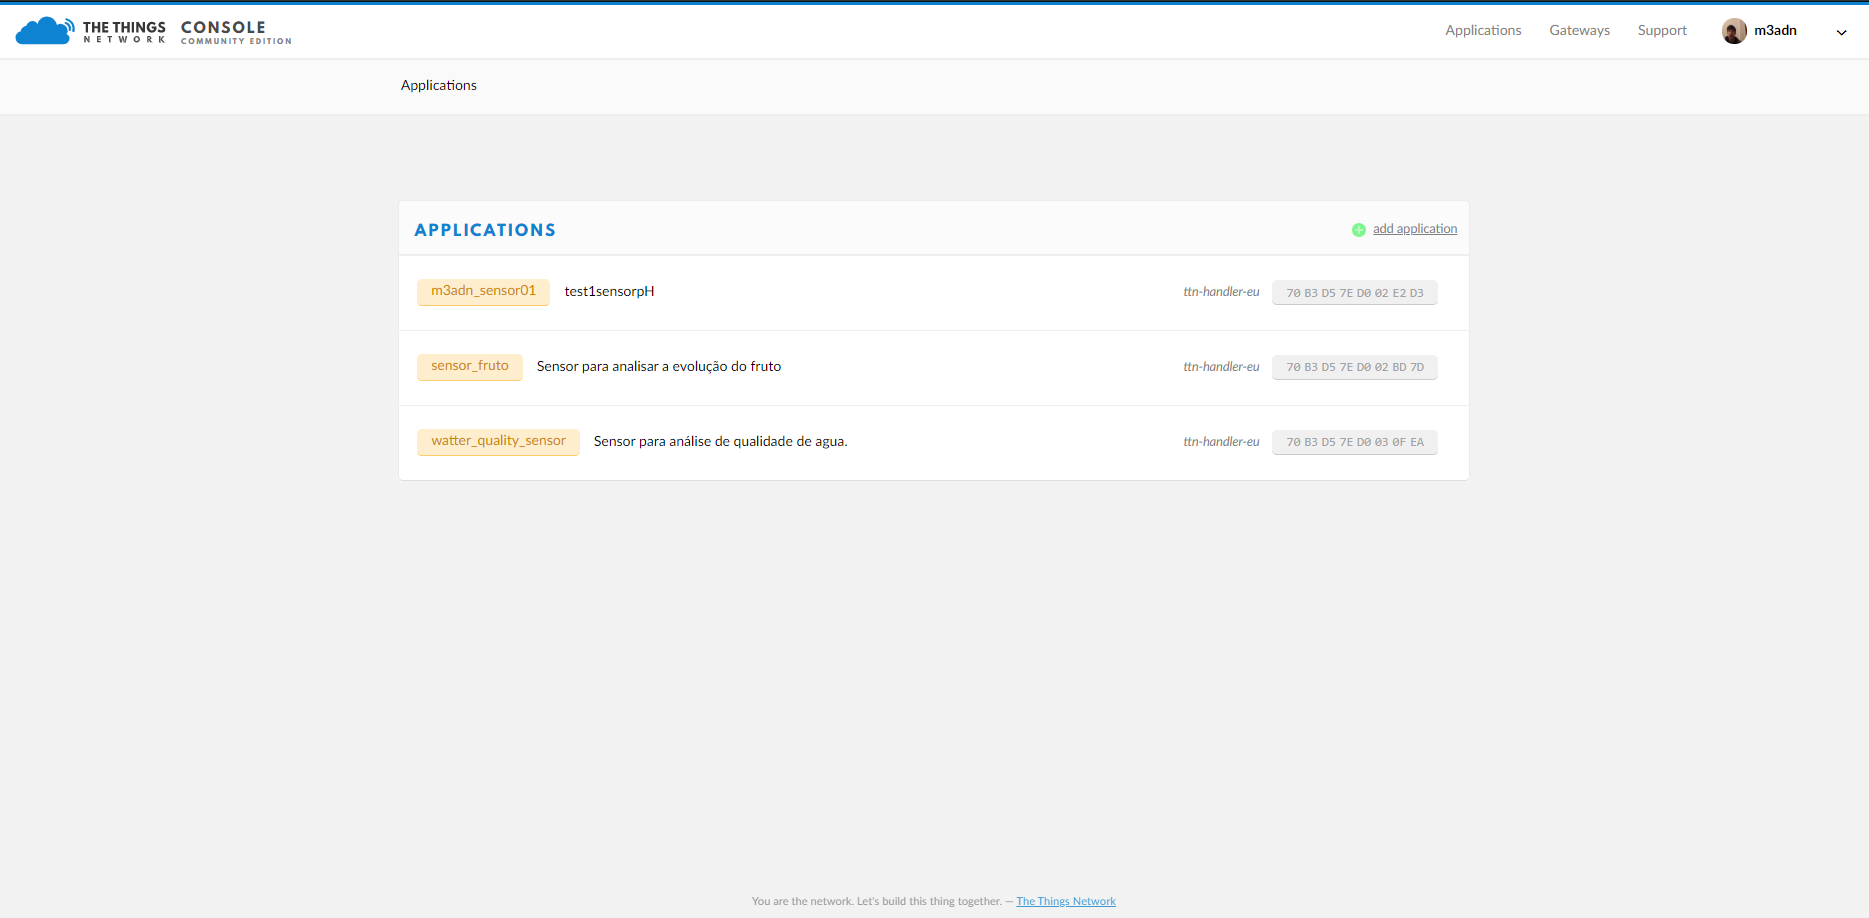 THE THINGS NETWORK CONSOLE COMMUNITY EDITION
Applications Gateways Support m3adn
Applications
APPLICATIONS add application
m3adn_sensor01 test1sensorpH ttn-handler-eu 70 B3 D5 7E D0 02 E2 D3
sensor_fruto Sensor para analisar a evolução do fruto ttn-handler-eu 70 B3 D5 7E D0 02 BD 7D
watter_quality_sensor Sensor para análise de qualidade de agua. ttn-handler-eu 70 B3 D5 7E D0 03 0F EA
You are the network. Let's build this thing together. — The Things Network